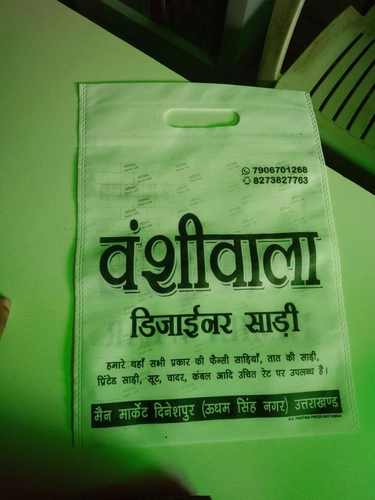 7906701268
8273827763
वंशीवाला
डिजाईनर साड़ी
हमारे यहाँ सभी प्रकार की फैन्सी साड़ियाँ, तात की साड़ी,
प्रिंटेड साड़ी, सूट, चादर, कंबल आदि उचित रेट पर उपलब्ध है।
मैन मार्केट दिनेशपुर (ऊधम सिंह नगर) उत्तराखण्ड